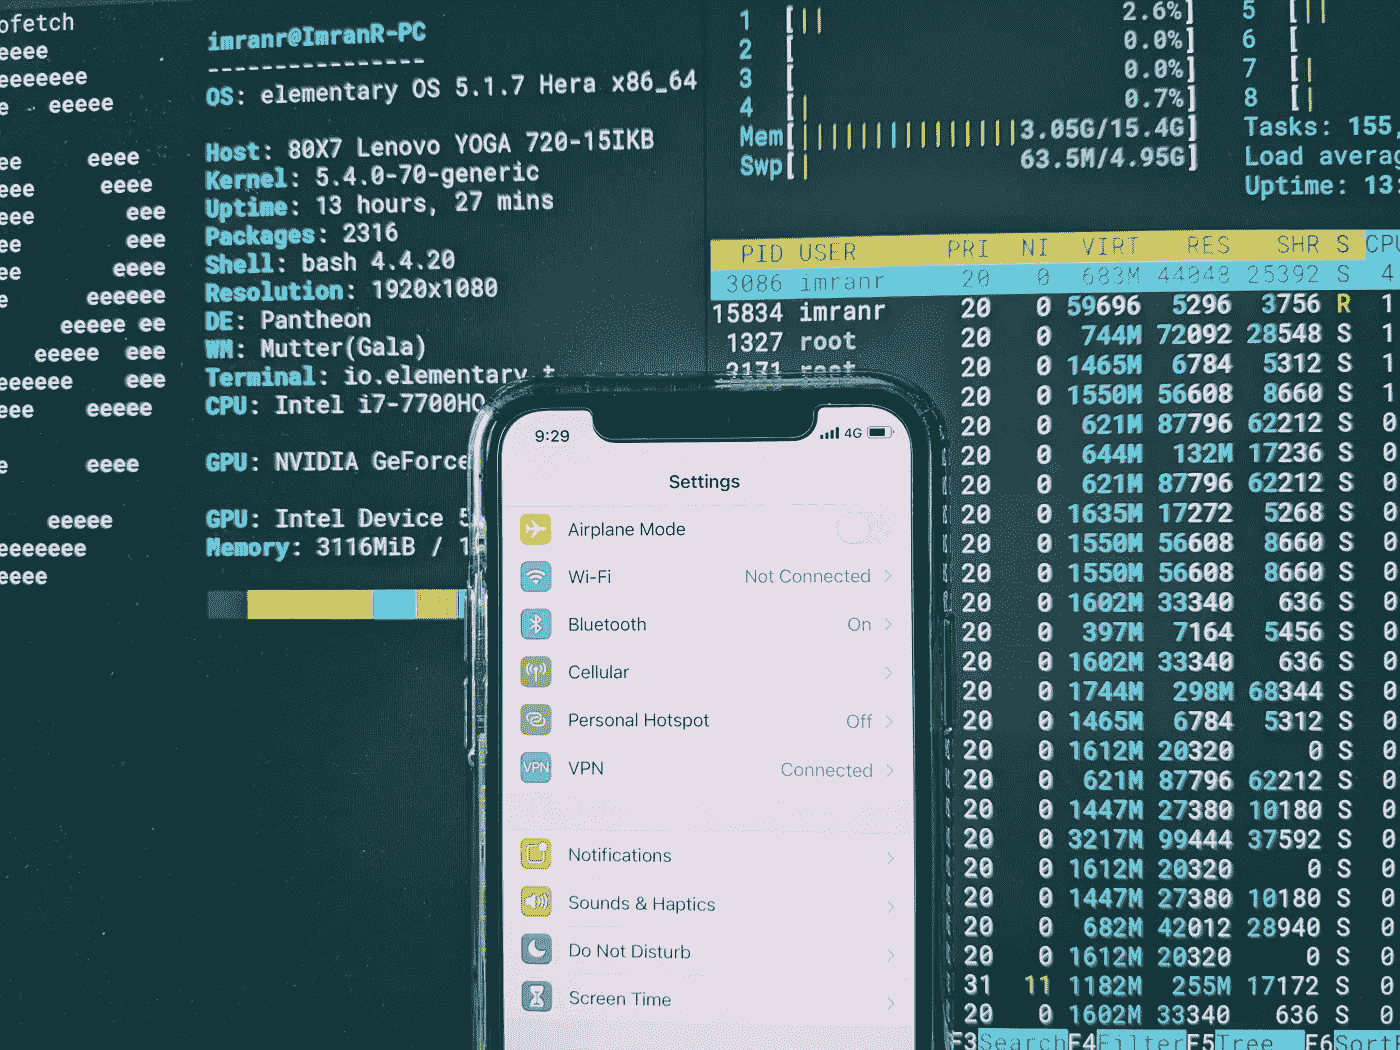 ofetch
eeee
eeeeeee
e eeeee
ee eeee
eee eeee
eee eee
ee eee
ee eeee
e eeeeee
eeeee ee
eeeee eee
eeeeee eee
eee eeeee
e eeee
eeeee
eeeeeee
eeee
imranr@ImranR-PC
----------------
OS: elementary OS 5.1.7 Hera x86_64
Host: 80X7 Lenovo YOGA 720-15IKB
Kernel: 5.4.0-70-generic
Uptime: 13 hours, 27 mins
Packages: 2316
Shell: bash 4.4.20
Resolution: 1920x1080
DE: Pantheon
WM: Mutter(Gala)
Terminal: io.elementary.t
CPU: Intel i7-7700HQ
GPU: NVIDIA GeForce
GPU: Intel Device 5
Memory: 3116MiB / 1
1 [|| 2.6%] 5 [||
2 [ 0.0%] 6 [
3 [ 0.0%] 7 [|
4 [| 0.7%] 8 [|
Mem[||||||||||||||||||3.05G/15.4G] Tasks: 155,
Swp[| 63.5M/4.95G] Load averag
Uptime: 13:
PID USER PRI NI VIRT RES SHR S CPU
3086 imranr 20 0 683M 44048 25392 S 4
15834 imranr 20 0 59696 5296 3756 R 1
1327 root 20 0 744M 72092 28548 S 1
3171 root 20 0 1465M 6784 5312 S 1
20 0 1550M 56608 8660 S 1
20 0 621M 87796 62212 S 0
20 0 644M 132M 17236 S 0
20 0 621M 87796 62212 S 0
20 0 1635M 17272 5268 S 0
20 0 1550M 56608 8660 S 0
20 0 1550M 56608 8660 S 0
20 0 1602M 33340 636 S 0
20 0 397M 7164 5456 S 0
20 0 1602M 33340 636 S 0
20 0 1744M 298M 68344 S 0
20 0 1465M 6784 5312 S 0
20 0 1612M 20320 0 S 0
20 0 621M 87796 62212 S 0
20 0 1447M 27380 10180 S 0
20 0 3217M 99444 37592 S 0
20 0 1612M 20320 0 S 0
20 0 1447M 27380 10180 S 0
20 0 682M 42012 28940 S 0
20 0 1612M 20320 0 S 0
31 11 1182M 255M 17172 S 0
20 0 1602M 33340 636 S 0
F3Search F4Filter F5Tree F6Sort
9:29 4G
Settings
Airplane Mode
Wi-Fi Not Connected
Bluetooth On
Cellular
Personal Hotspot Off
VPN VPN Connected
Notifications
Sounds & Haptics
Do Not Disturb
Screen Time